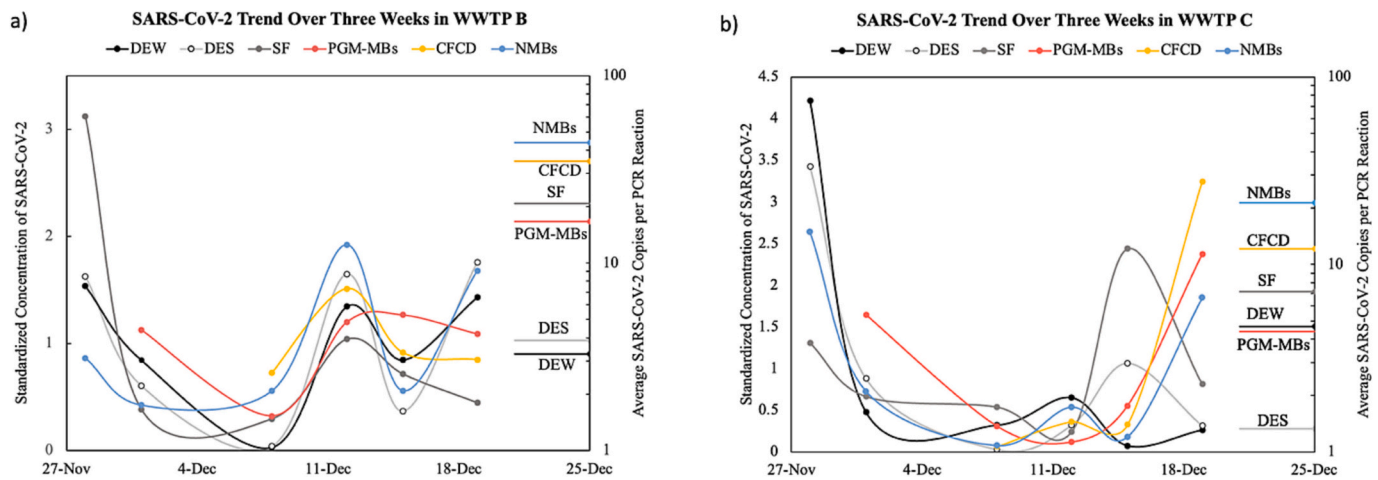 a)
SARS-CoV-2 Trend Over Three Weeks in WWTP B
DEW DES SF PGM-MBs CFCD NMBs
Standardized Concentration of SARS-CoV-2
3
2
1
0
27-Nov 4-Dec 11-Dec 18-Dec 25-Dec
NMBs
CFCD
SF
PGM-MBs
DES
DEW
100
10
1
Average SARS-CoV-2 Copies per PCR Reaction
b)
SARS-CoV-2 Trend Over Three Weeks in WWTP C
DEW DES SF PGM-MBs CFCD NMBs
Standardized Concentration of SARS-CoV-2
4.5
4
3.5
3
2.5
2
1.5
1
0.5
0
27-Nov 4-Dec 11-Dec 18-Dec 25-Dec
NMBs
CFCD
SF
DEW
PGM-MBs
DES
100
10
1
Average SARS-CoV-2 Copies per PCR Reaction